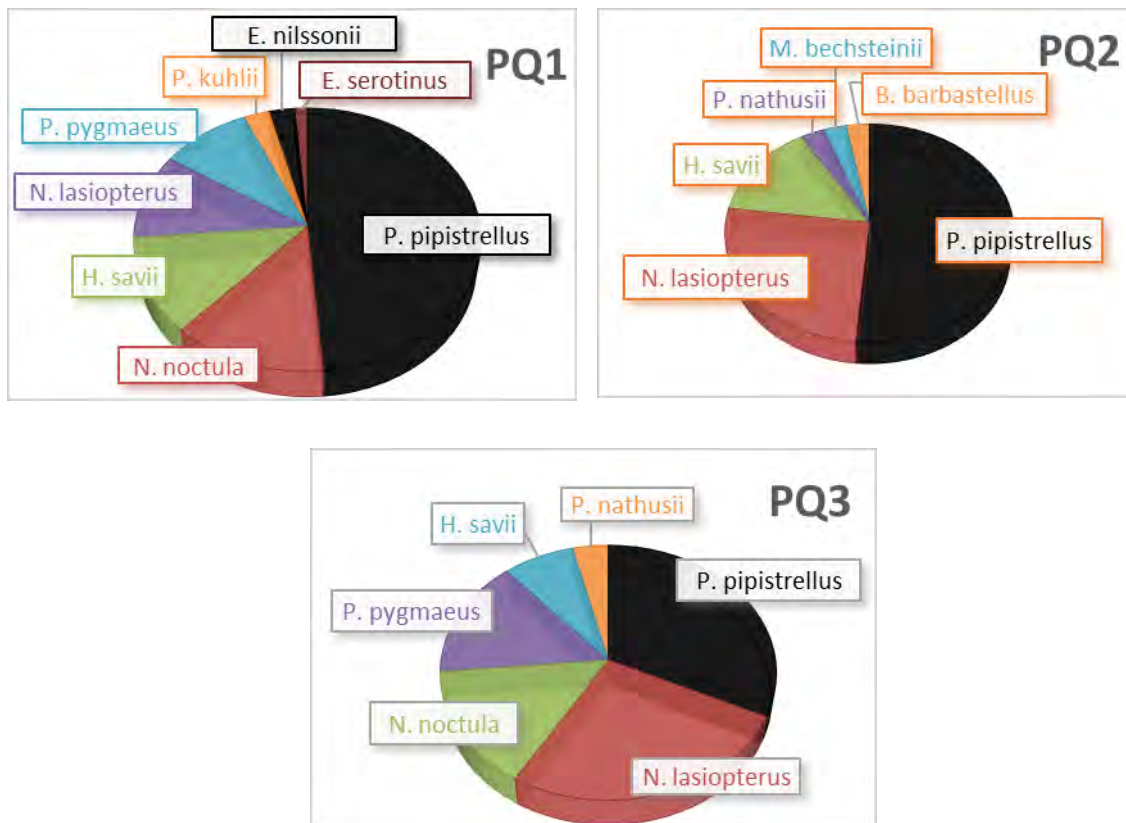 E. nilssonii
PQ1
P. kuhlii
E. serotinus
P. pygmaeus
N. lasiopterus
P. pipistrellus
H. savii
N. noctula
M. bechsteinii
PQ2
P. nathusii
B. barbastellus
H. savii
P. pipistrellus
N. lasiopterus
P. nathusii
PQ3
H. savii
P. pipistrellus
P. pygmaeus
N. noctula
N. lasiopterus